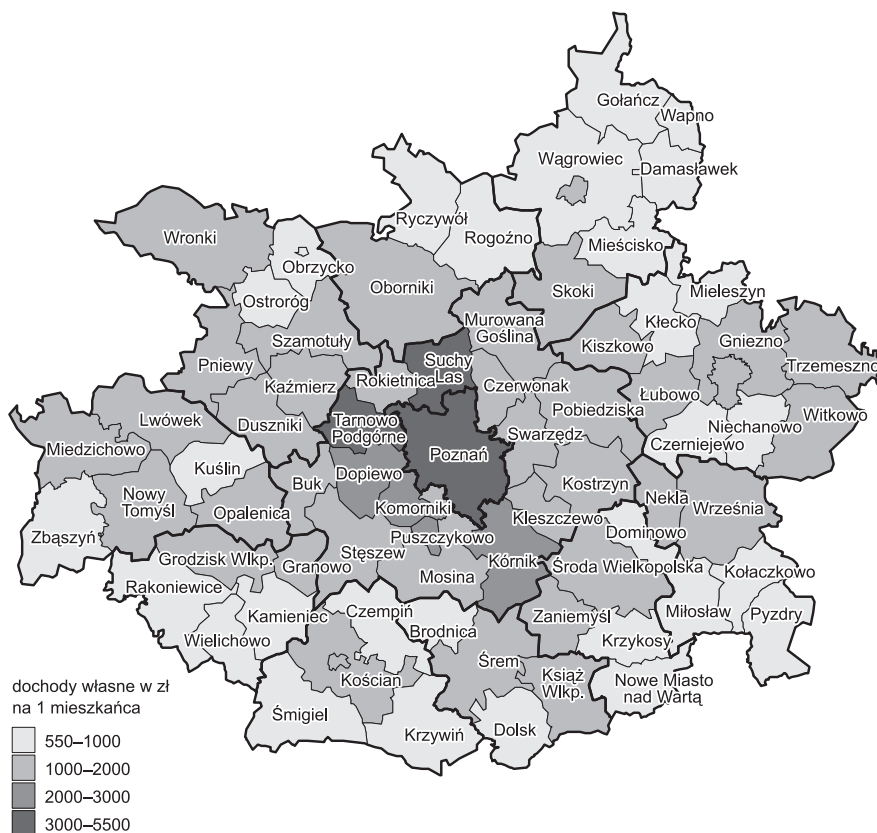 Gołańcz
Wapno
Wągrowiec
Damasławek
Ryczywół
Rogoźno
Mieścisko
Wronki
Obrzycko
Ostroróg
Oborniki
Skoki
Mieleszyn
Murowana
Goślina
Kłecko
Szamotuły
Kiszkowo
Gniezno
Trzemeszno
Pniewy
Suchy
Las
Rokietnica
Kaźmierz
Czerwonak
Łubowo
Pobiedziska
Lwówek
Duszniki
Tarnowo
Podgórne
Niechanowo
Witkowo
Swarzędz
Czerniejewo
Miedzichowo
Poznań
Kuślin
Dopiewo
Buk
Kostrzyn
Nekla
Września
Nowy
Tomyśl
Opalenica
Komorniki
Kleszczewo
Zbąszyń
Puszczykowo
Dominowo
Grodzisk Wlkp.
Stęszew
Granowo
Środa Wielkopolska
Mosina
Kórnik
Kołaczkowo
Rakoniewice
Kamieniec
Czempiń
Zaniemyśl
Miłosław
Pyzdry
Wielichowo
Brodnica
Krzykosy
Śrem
Książ
Wlkp.
Kościan
Nowe Miasto
nad Wartą
Śmigiel
Krzywiń
Dolsk
dochody własne w zł
na 1 mieszkańca
550–1000
1000–2000
2000–3000
3000–5500